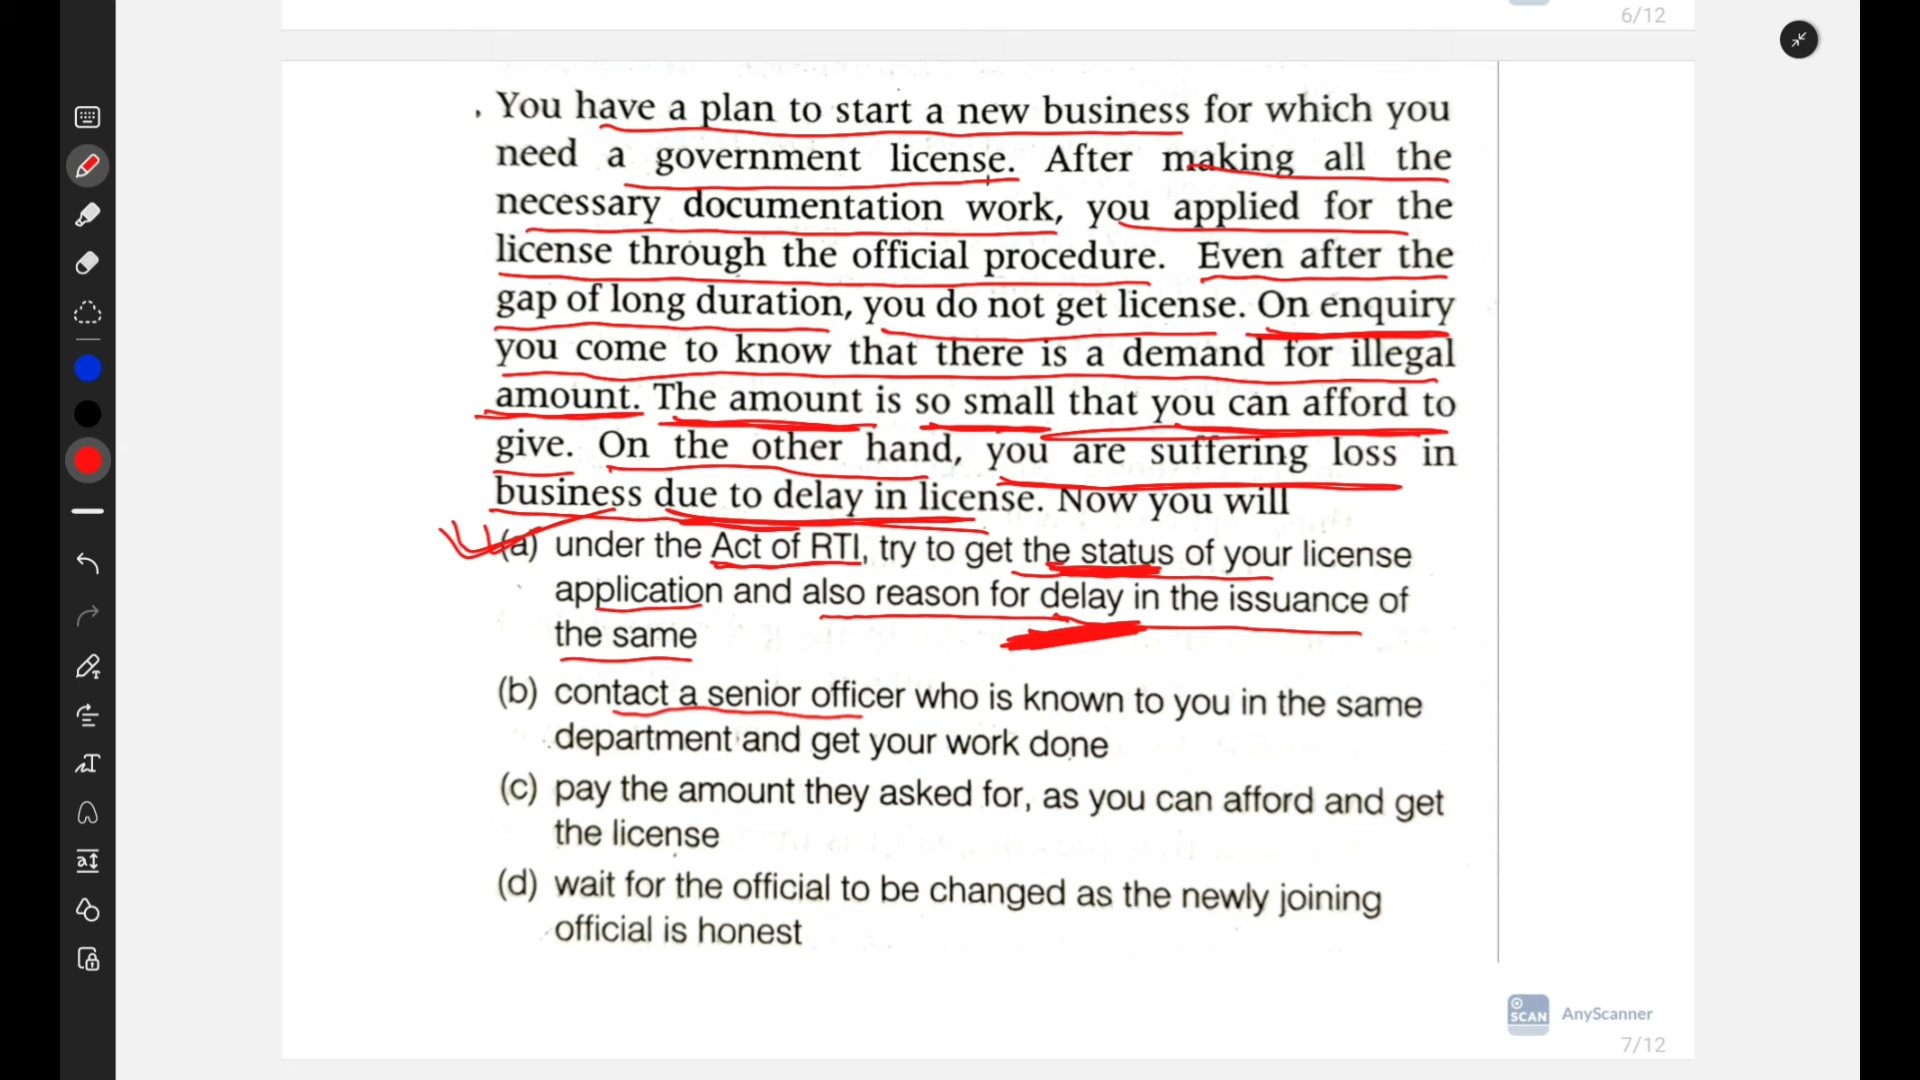 6/12
. You have a plan to start a new business for which you
need a government license. After making all the
necessary documentation work, you applied for the
license through the official procedure. Even after the
gap of long duration, you do not get license. On enquiry
you come to know that there is a demand for illegal
amount. The amount is so small that you can afford to
give. On the other hand, you are suffering loss in
business due to delay in license. Now you will
(a) under the Act of RTI, try to get the status of your license
application and also reason for delay in the issuance of
the same
(b) contact a senior officer who is known to you in the same
department and get your work done
(c) pay the amount they asked for, as you can afford and get
the license
(d) wait for the official to be changed as the newly joining
official is honest
SCAN AnyScanner
7/12